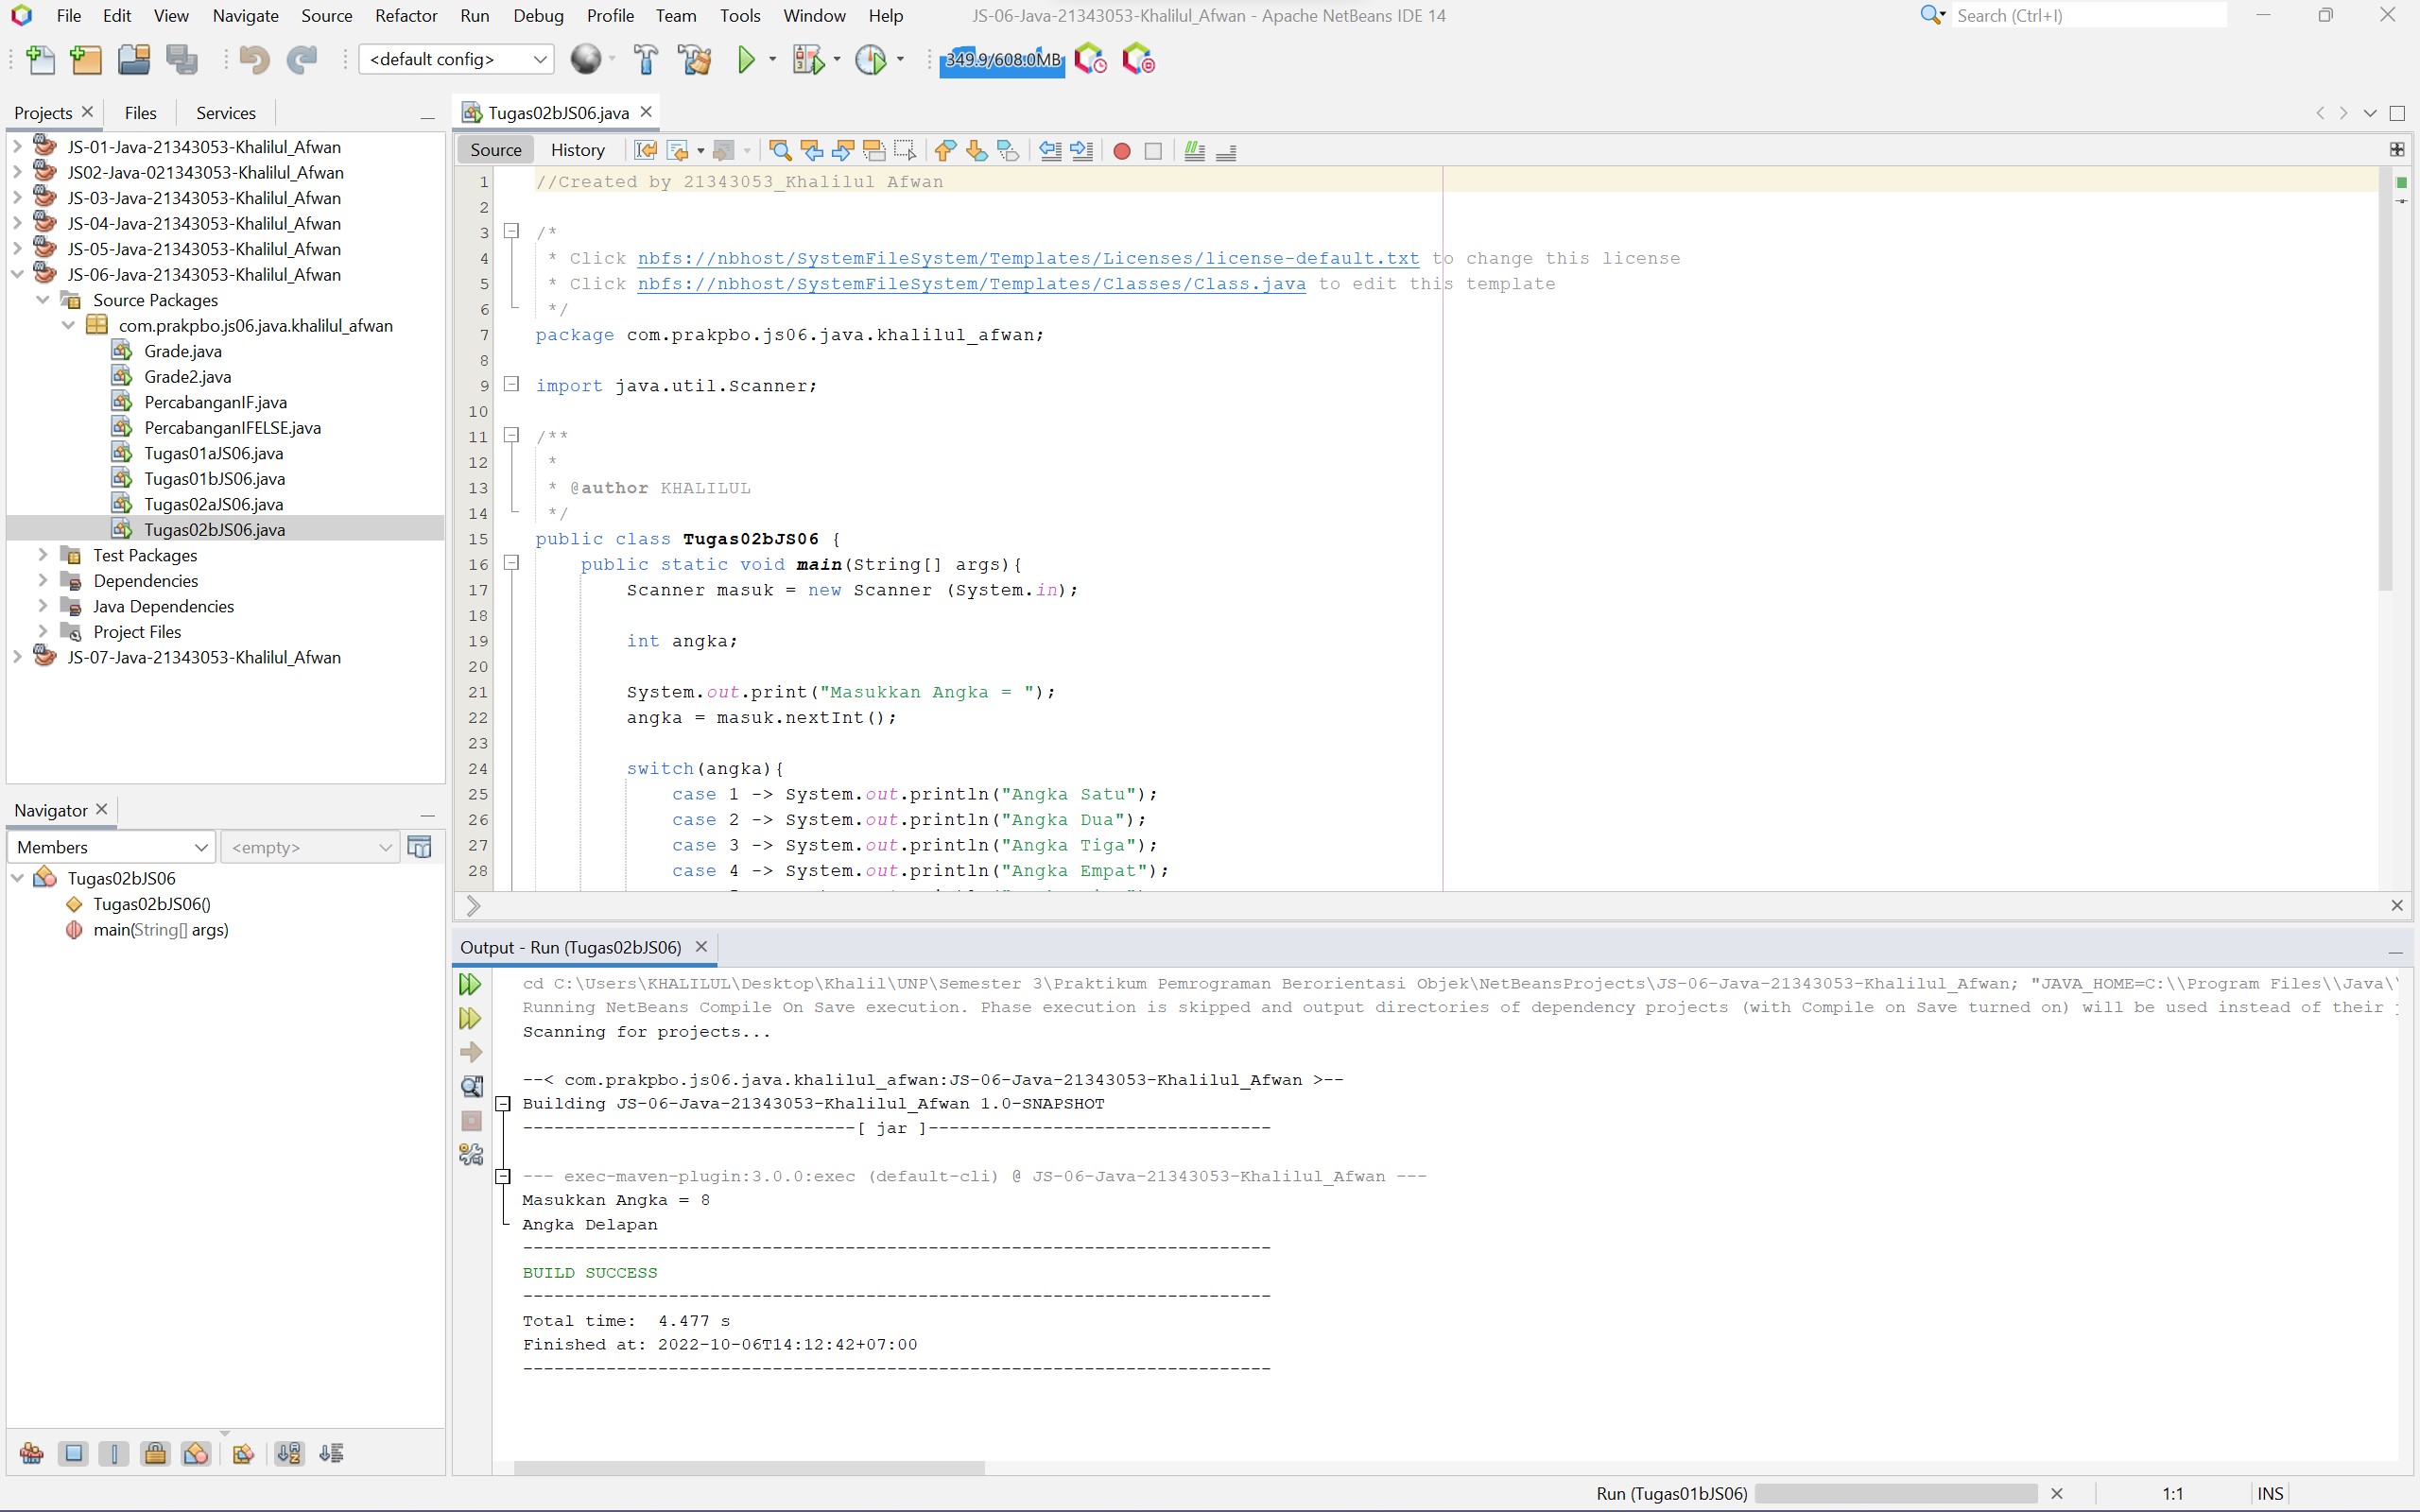 File Edit View Navigate Source Refactor Run Debug Profile Team Tools Window Help
JS-06-Java-21343053-Khalilul_Afwan - Apache NetBeans IDE 14
Search (Ctrl+I)
<default config>
349.9/608.0MB
Projects Files Services
JS-01-Java-21343053-Khalilul_Afwan
JS02-Java-021343053-Khalilul_Afwan
JS-03-Java-21343053-Khalilul_Afwan
JS-04-Java-21343053-Khalilul_Afwan
JS-05-Java-21343053-Khalilul_Afwan
JS-06-Java-21343053-Khalilul_Afwan
Source Packages
com.prakpbo.js06.java.khalilul_afwan
Grade.java
Grade2.java
PercabanganIF.java
PercabanganIFELSE.java
Tugas01aJS06.java
Tugas01bJS06.java
Tugas02aJS06.java
Tugas02bJS06.java
Test Packages
Dependencies
Java Dependencies
Project Files
JS-07-Java-21343053-Khalilul_Afwan
Navigator
Members
<empty>
Tugas02bJS06
Tugas02bJS06()
main(String[] args)
Tugas02bJS06.java
Source History
1 //Created by 21343053_Khalilul Afwan
2
3 /*
4 * Click nbfs://nbhost/SystemFileSystem/Templates/Licenses/license-default.txt to change this license
5 * Click nbfs://nbhost/SystemFileSystem/Templates/Classes/Class.java to edit this template
6 */
7 package com.prakpbo.js06.java.khalilul_afwan;
8
9 import java.util.Scanner;
10
11 /**
12 *
13 * @author KHALILUL
14 */
15 public class Tugas02bJS06 {
16 public static void main(String[] args){
17 Scanner masuk = new Scanner (System.in);
18
19 int angka;
20
21 System.out.print("Masukkan Angka = ");
22 angka = masuk.nextInt();
23
24 switch(angka){
25 case 1 -> System.out.println("Angka Satu");
26 case 2 -> System.out.println("Angka Dua");
27 case 3 -> System.out.println("Angka Tiga");
28 case 4 -> System.out.println("Angka Empat");
Output - Run (Tugas02bJS06)
cd C:\Users\KHALILUL\Desktop\Khalil\UNP\Semester 3\Praktikum Pemrograman Berorientasi Objek\NetBeansProjects\JS-06-Java-21343053-Khalilul_Afwan; "JAVA_HOME=C:\\Program Files\\Java\
Running NetBeans Compile On Save execution. Phase execution is skipped and output directories of dependency projects (with Compile on Save turned on) will be used instead of their
Scanning for projects...
--< com.prakpbo.js06.java.khalilul_afwan:JS-06-Java-21343053-Khalilul_Afwan >--
Building JS-06-Java-21343053-Khalilul_Afwan 1.0-SNAPSHOT
--------------------------------[ jar ]---------------------------------
--- exec-maven-plugin:3.0.0:exec (default-cli) @ JS-06-Java-21343053-Khalilul_Afwan ---
Masukkan Angka = 8
Angka Delapan
------------------------------------------------------------------------
BUILD SUCCESS
------------------------------------------------------------------------
Total time:  4.477 s
Finished at: 2022-10-06T14:12:42+07:00
------------------------------------------------------------------------
Run (Tugas01bJS06)
1:1
INS